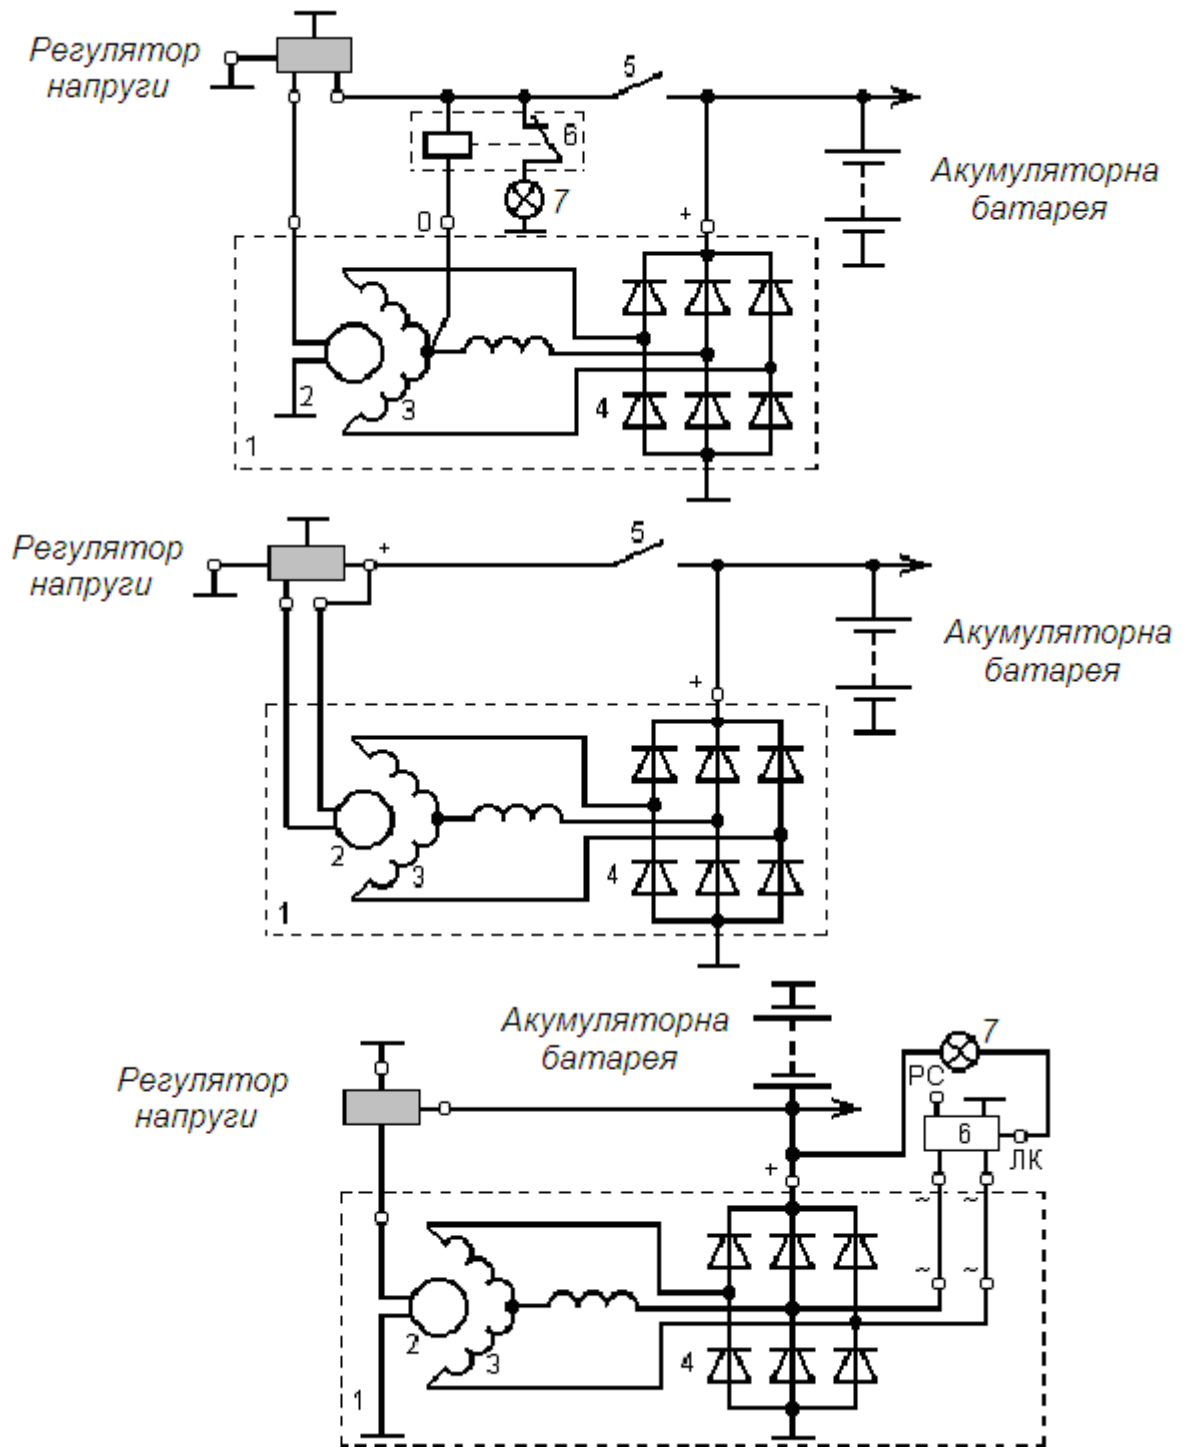 Регулятор
напруги
5
6
Акумуляторна
батарея
7
0
+
2
3
4
1
Регулятор
напруги
+
5
Акумуляторна
батарея
+
2
3
4
1
Акумуляторна
батарея
7
Регулятор
напруги
РС
6
ЛК
+
~ ~
~ ~
2
3
4
1